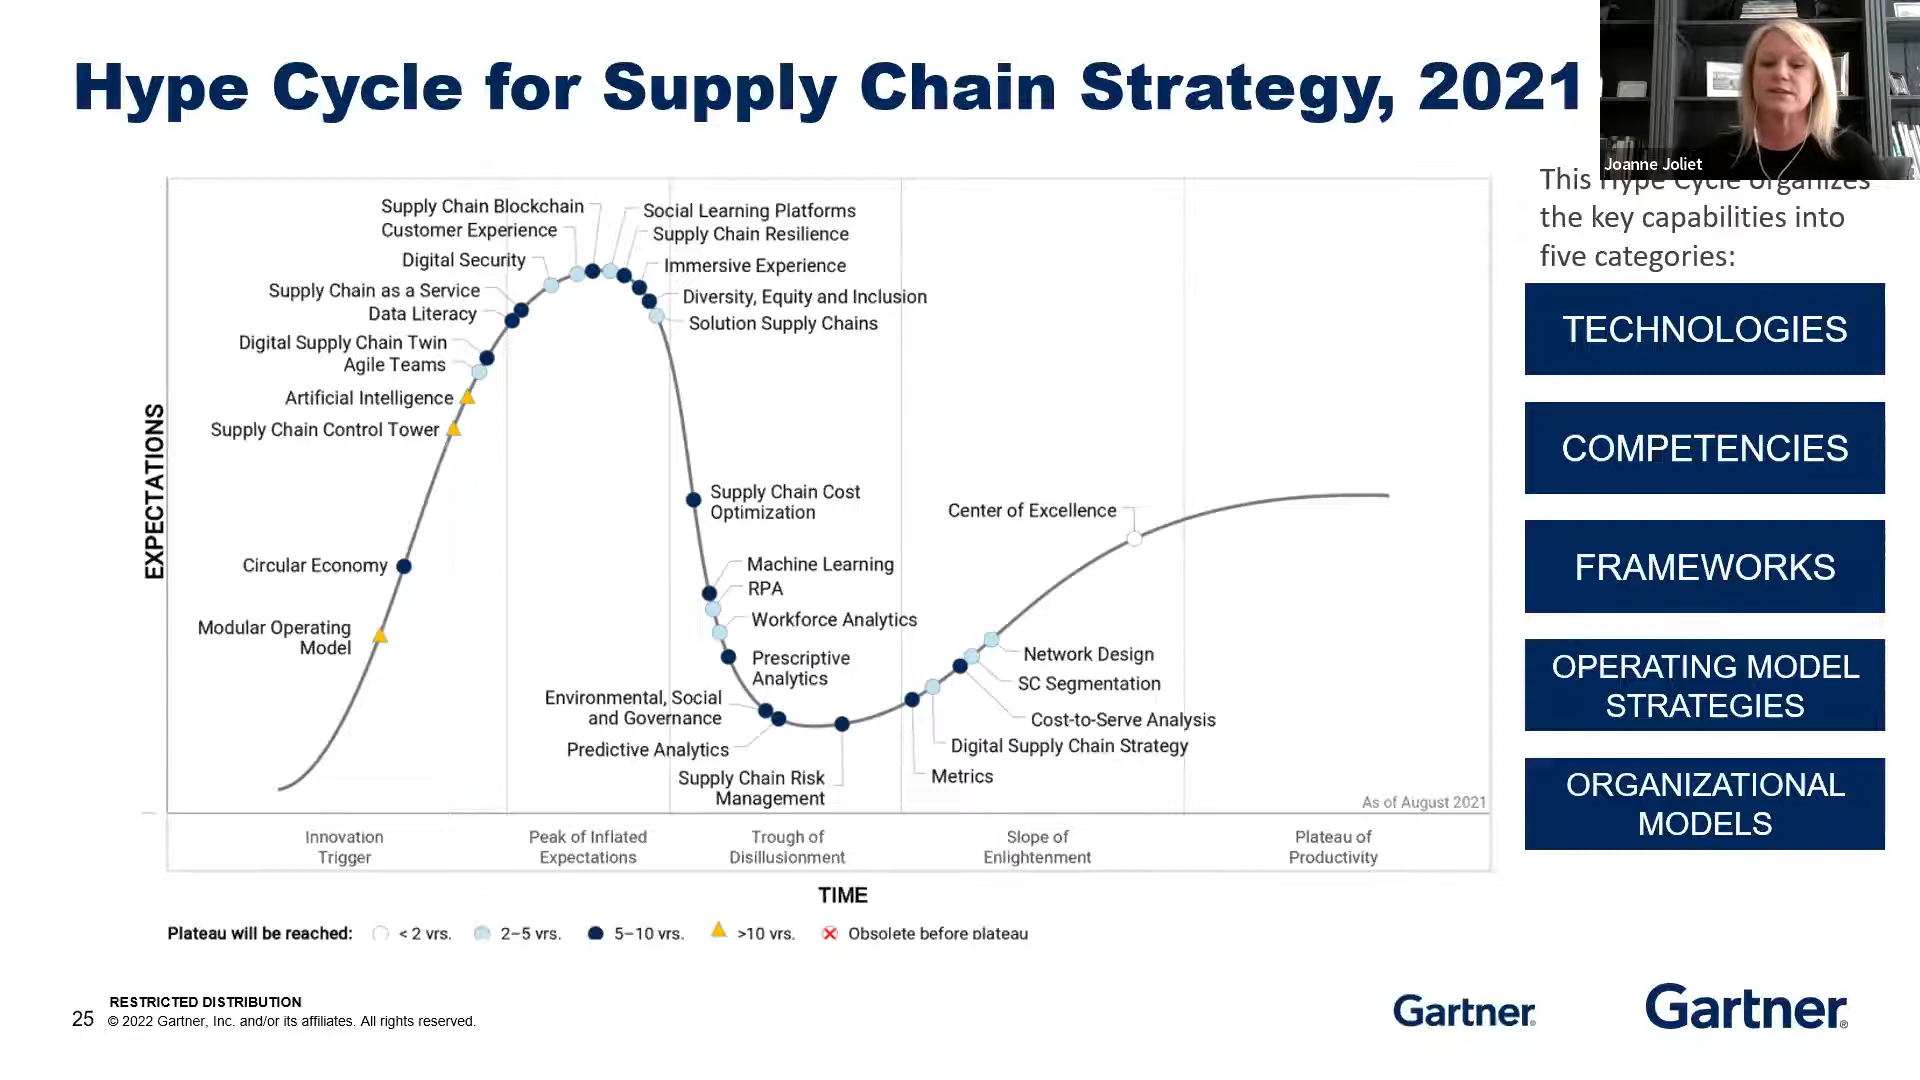 Hype Cycle for Supply Chain Strategy, 2021
Joanne Joliet
This Hype Cycle organizes
the key capabilities into
five categories:
TECHNOLOGIES
COMPETENCIES
FRAMEWORKS
OPERATING MODEL
STRATEGIES
ORGANIZATIONAL
MODELS
EXPECTATIONS
Supply Chain Blockchain
Customer Experience
Digital Security
Supply Chain as a Service
Data Literacy
Digital Supply Chain Twin
Agile Teams
Artificial Intelligence
Supply Chain Control Tower
Circular Economy
Modular Operating
Model
Social Learning Platforms
Supply Chain Resilience
Immersive Experience
Diversity, Equity and Inclusion
Solution Supply Chains
Supply Chain Cost
Optimization
Machine Learning
RPA
Workforce Analytics
Prescriptive
Analytics
Environmental, Social
and Governance
Predictive Analytics
Supply Chain Risk
Management
Center of Excellence
Network Design
SC Segmentation
Cost-to-Serve Analysis
Digital Supply Chain Strategy
Metrics
As of August 2021
Innovation
Trigger
Peak of Inflated
Expectations
Trough of
Disillusionment
Slope of
Enlightenment
Plateau of
Productivity
TIME
Plateau will be reached: < 2 yrs. 2–5 yrs. 5–10 yrs. >10 yrs. Obsolete before plateau
RESTRICTED DISTRIBUTION
25 © 2022 Gartner, Inc. and/or its affiliates. All rights reserved.
Gartner®
Gartner®